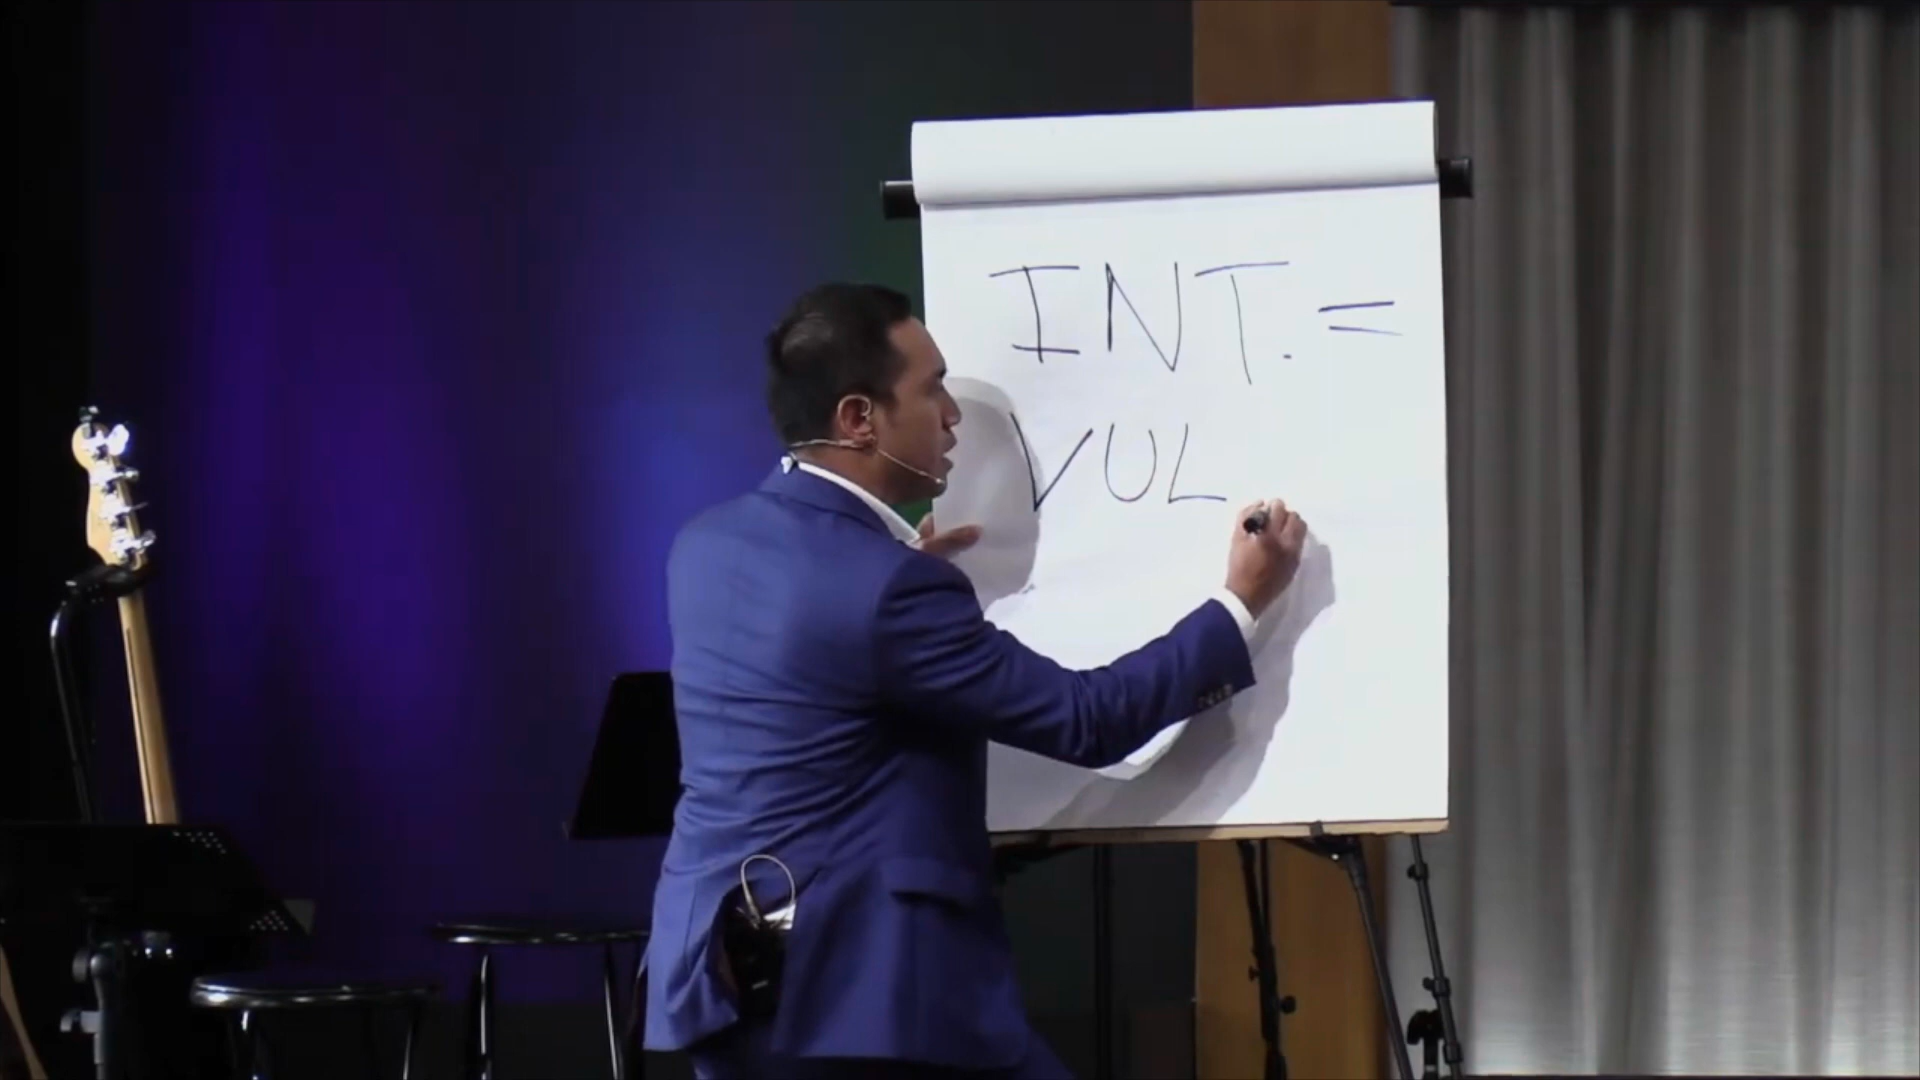 INT. =
VUL